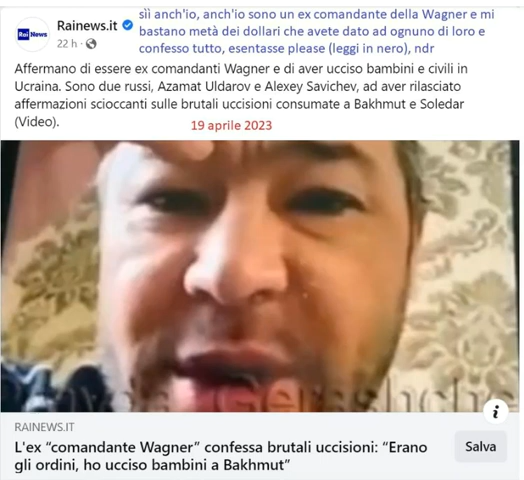 Rai News
Rainews.it
22 h ·
sìì anch'io, anch'io sono un ex comandante della Wagner e mi
bastano metà dei dollari che avete dato ad ognuno di loro e
confesso tutto, esentasse please (leggi in nero), ndr
Affermano di essere ex comandanti Wagner e di aver ucciso bambini e civili in
Ucraina. Sono due russi, Azamat Uldarov e Alexey Savichev, ad aver rilasciato
affermazioni scioccanti sulle brutali uccisioni consumate a Bakhmut e Soledar
(Video).
19 aprile 2023
RAINEWS.IT
L'ex “comandante Wagner” confessa brutali uccisioni: “Erano
gli ordini, ho ucciso bambini a Bakhmut”
Salva